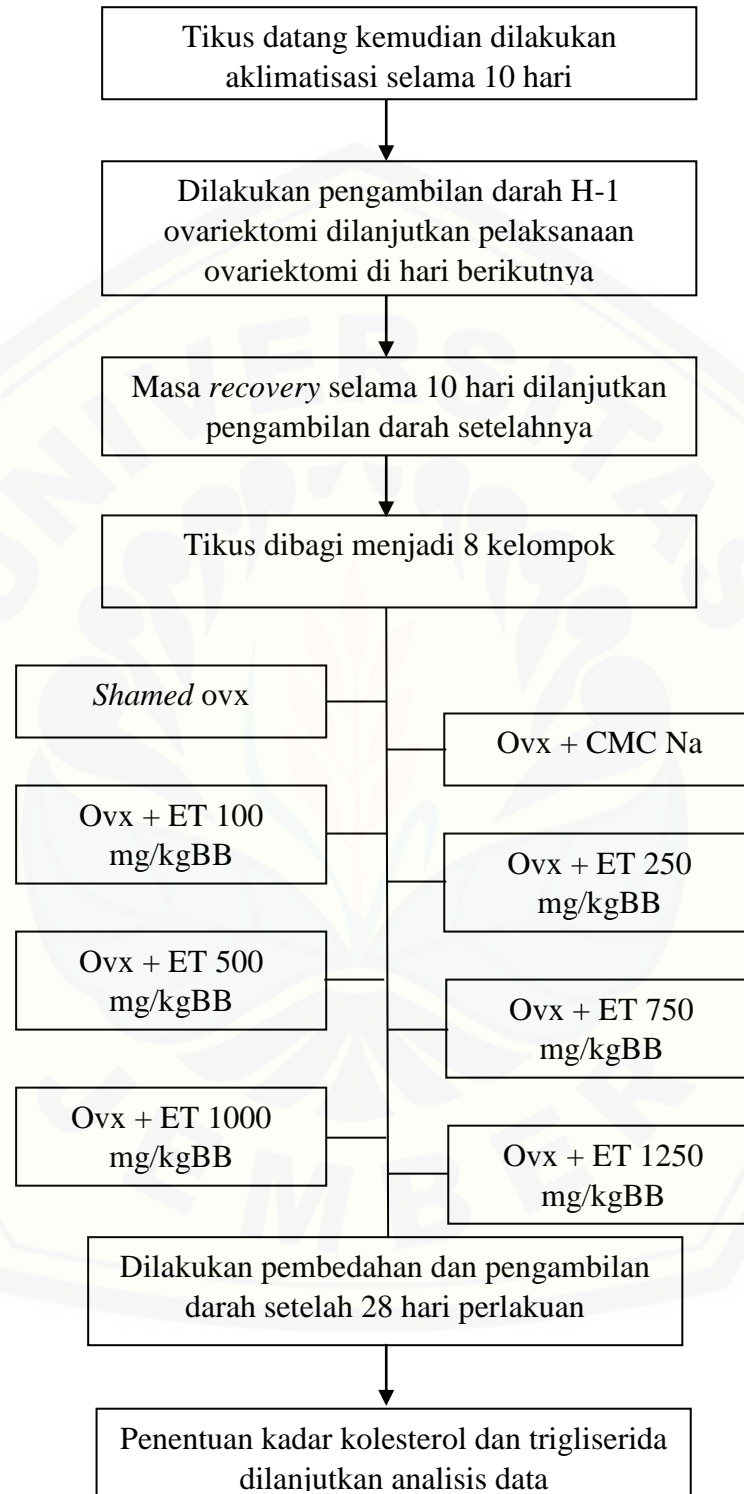 Tikus datang kemudian dilakukan
aklimatisasi selama 10 hari
Dilakukan pengambilan darah H-1
ovariektomi dilanjutkan pelaksanaan
ovariektomi di hari berikutnya
Masa recovery selama 10 hari dilanjutkan
pengambilan darah setelahnya
Tikus dibagi menjadi 8 kelompok
Shamed ovx
Ovx + CMC Na
Ovx + ET 100
mg/kgBB
Ovx + ET 250
mg/kgBB
Ovx + ET 500
mg/kgBB
Ovx + ET 750
mg/kgBB
Ovx + ET 1000
mg/kgBB
Ovx + ET 1250
mg/kgBB
Dilakukan pembedahan dan pengambilan
darah setelah 28 hari perlakuan
Penentuan kadar kolesterol dan trigliserida
dilanjutkan analisis data
UNIVERSITAS
JEMBER